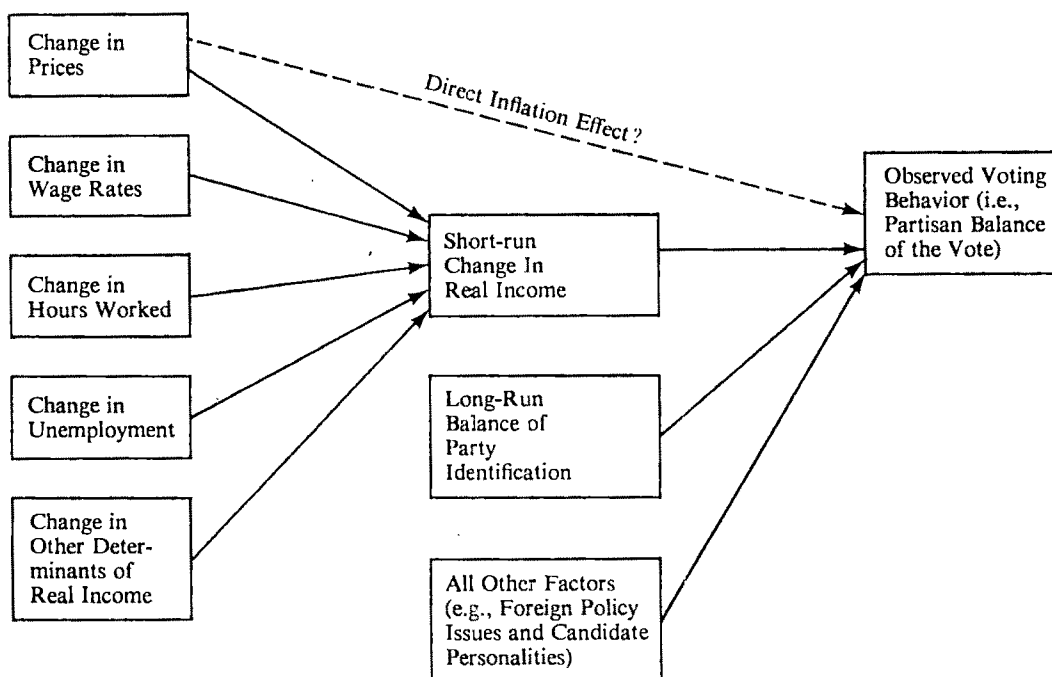 Change in
Prices
Direct Inflation Effect?
Change in
Wage Rates
Observed Voting
Behavior (i.e.,
Partisan Balance
of the Vote)
Short-run
Change In
Real Income
Change in
Hours Worked
Change in
Unemployment
Long-Run
Balance of
Party
Identification
Change in
Other Deter-
minants of
Real Income
All Other Factors
(e.g., Foreign Policy
Issues and Candidate
Personalities)